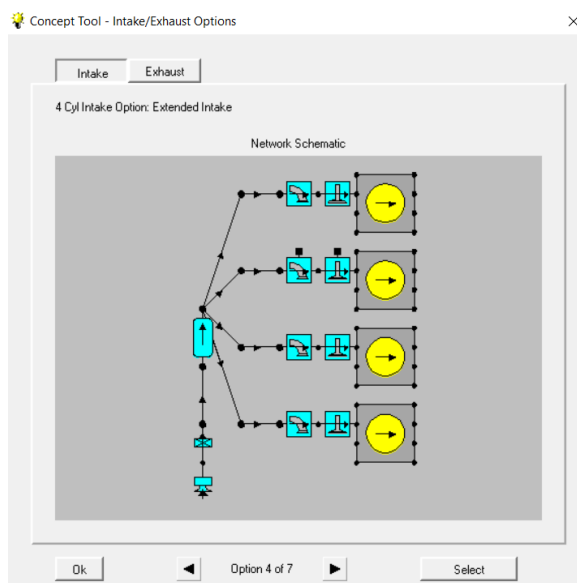 Concept Tool - Intake/Exhaust Options
Intake
Exhaust
4 Cyl Intake Option: Extended Intake
Network Schematic
Ok
Option 4 of 7
Select